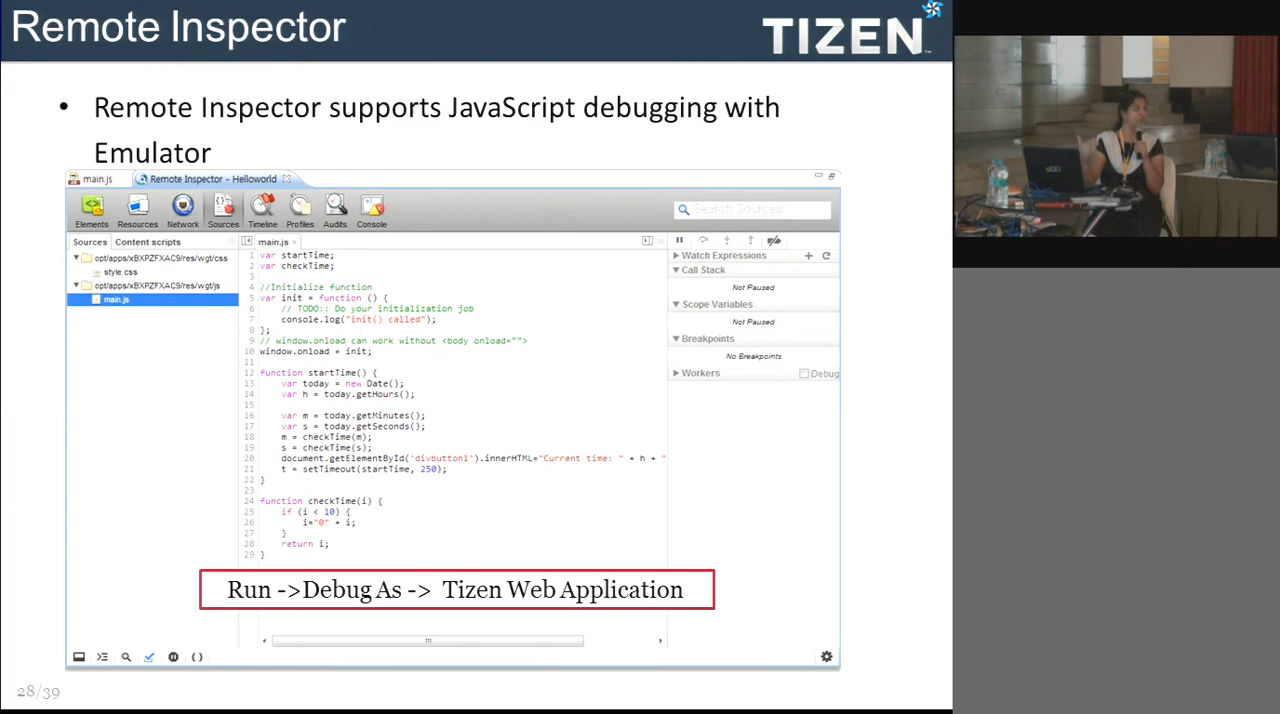 Remote Inspector
TIZEN
• Remote Inspector supports JavaScript debugging with
Emulator
main.js
Remote Inspector - Helloworld
Elements Resources Network Sources Timeline Profiles Audits Console
Search Sources
Sources Content scripts
opt/apps/xBXPZFXAC9/res/wgt/css
style.css
opt/apps/xBXPZFXAC9/res/wgt/js
main.js
main.js
1 var startTime;
2 var checkTime;
3
4 //Initialize function
5 var init = function () {
6 // TODO:: Do your initialization job
7 console.log("init() called");
8 };
9 // window.onload can work without <body onload="">
10 window.onload = init;
11
12 function startTime() {
13 var today = new Date();
14 var h = today.getHours();
15
16 var m = today.getMinutes();
17 var s = today.getSeconds();
18 m = checkTime(m);
19 s = checkTime(s);
20 document.getElementById('divbutton1').innerHTML="Current time: " + h + "
21 t = setTimeout(startTime, 250);
22 }
23
24 function checkTime(i) {
25 if (i < 10) {
26 i="0" + i;
27 }
28 return i;
29 }
Watch Expressions
Call Stack
Not Paused
Scope Variables
Not Paused
Breakpoints
No Breakpoints
Workers Debug
Run ->Debug As -> Tizen Web Application
28/39